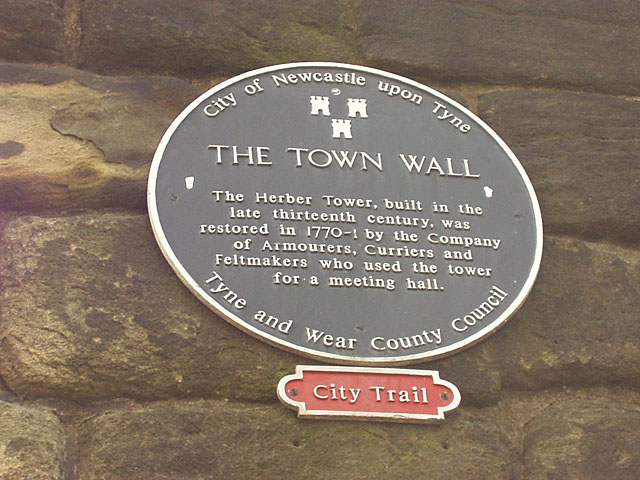 City of Newcastle upon Tyne
THE TOWN WALL
The Herber Tower, built in the
late thirteenth century, was
restored in 1770-1 by the Company
of Armourers, Curriers and
Feltmakers who used the tower
for a meeting hall.
Tyne and Wear County Council
City Trail